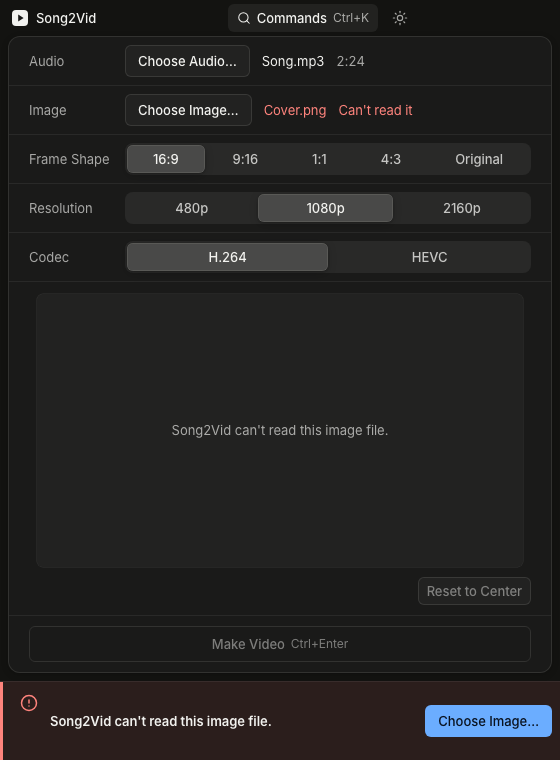 Song2Vid Commands Ctrl+K
Audio Choose Audio... Song.mp3 2:24
Image Choose Image... Cover.png Can't read it
Frame Shape 16:9 9:16 1:1 4:3 Original
Resolution 480p 1080p 2160p
Codec H.264 HEVC
Song2Vid can't read this image file.
Reset to Center
Make Video Ctrl+Enter
Song2Vid can't read this image file. Choose Image...